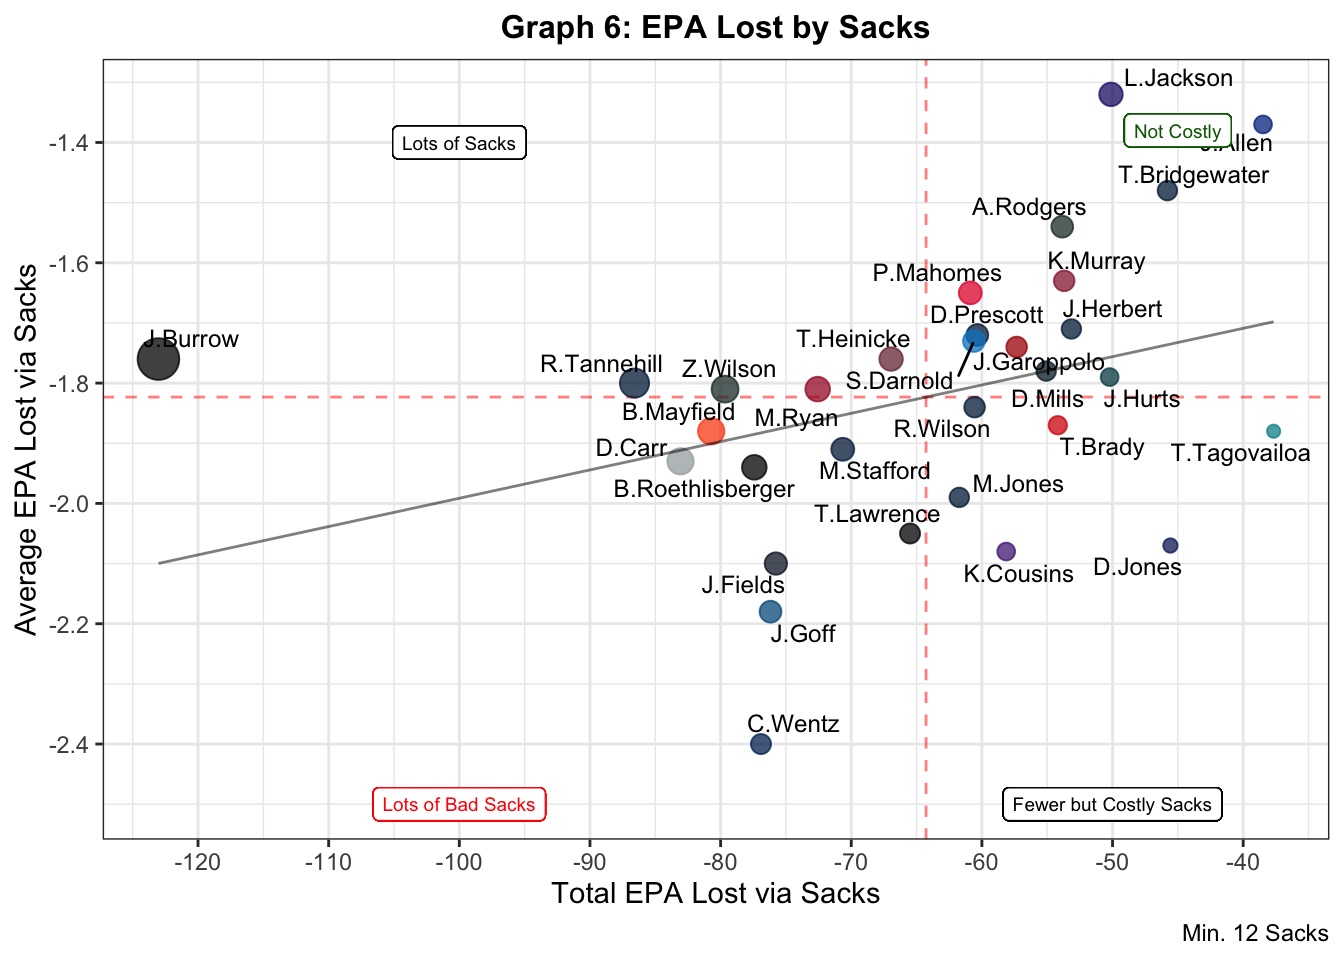 Graph 6: EPA Lost by Sacks
L.Jackson
Not Costly
J.Allen
Lots of Sacks
T.Bridgewater
A.Rodgers
K.Murray
P.Mahomes
J.Herbert
D.Prescott
J.Burrow
T.Heinicke
R.Tannehill
Z.Wilson
J.Garoppolo
S.Darnold
D.Mills
J.Hurts
B.Mayfield
M.Ryan
R.Wilson
D.Carr
T.Brady
T.Tagovailoa
M.Stafford
B.Roethlisberger
M.Jones
T.Lawrence
K.Cousins
D.Jones
J.Fields
J.Goff
C.Wentz
Lots of Bad Sacks
Fewer but Costly Sacks
-1.4
-1.6
-1.8
-2.0
-2.2
-2.4
Average EPA Lost via Sacks
-120
-110
-100
-90
-80
-70
-60
-50
-40
Total EPA Lost via Sacks
Min. 12 Sacks